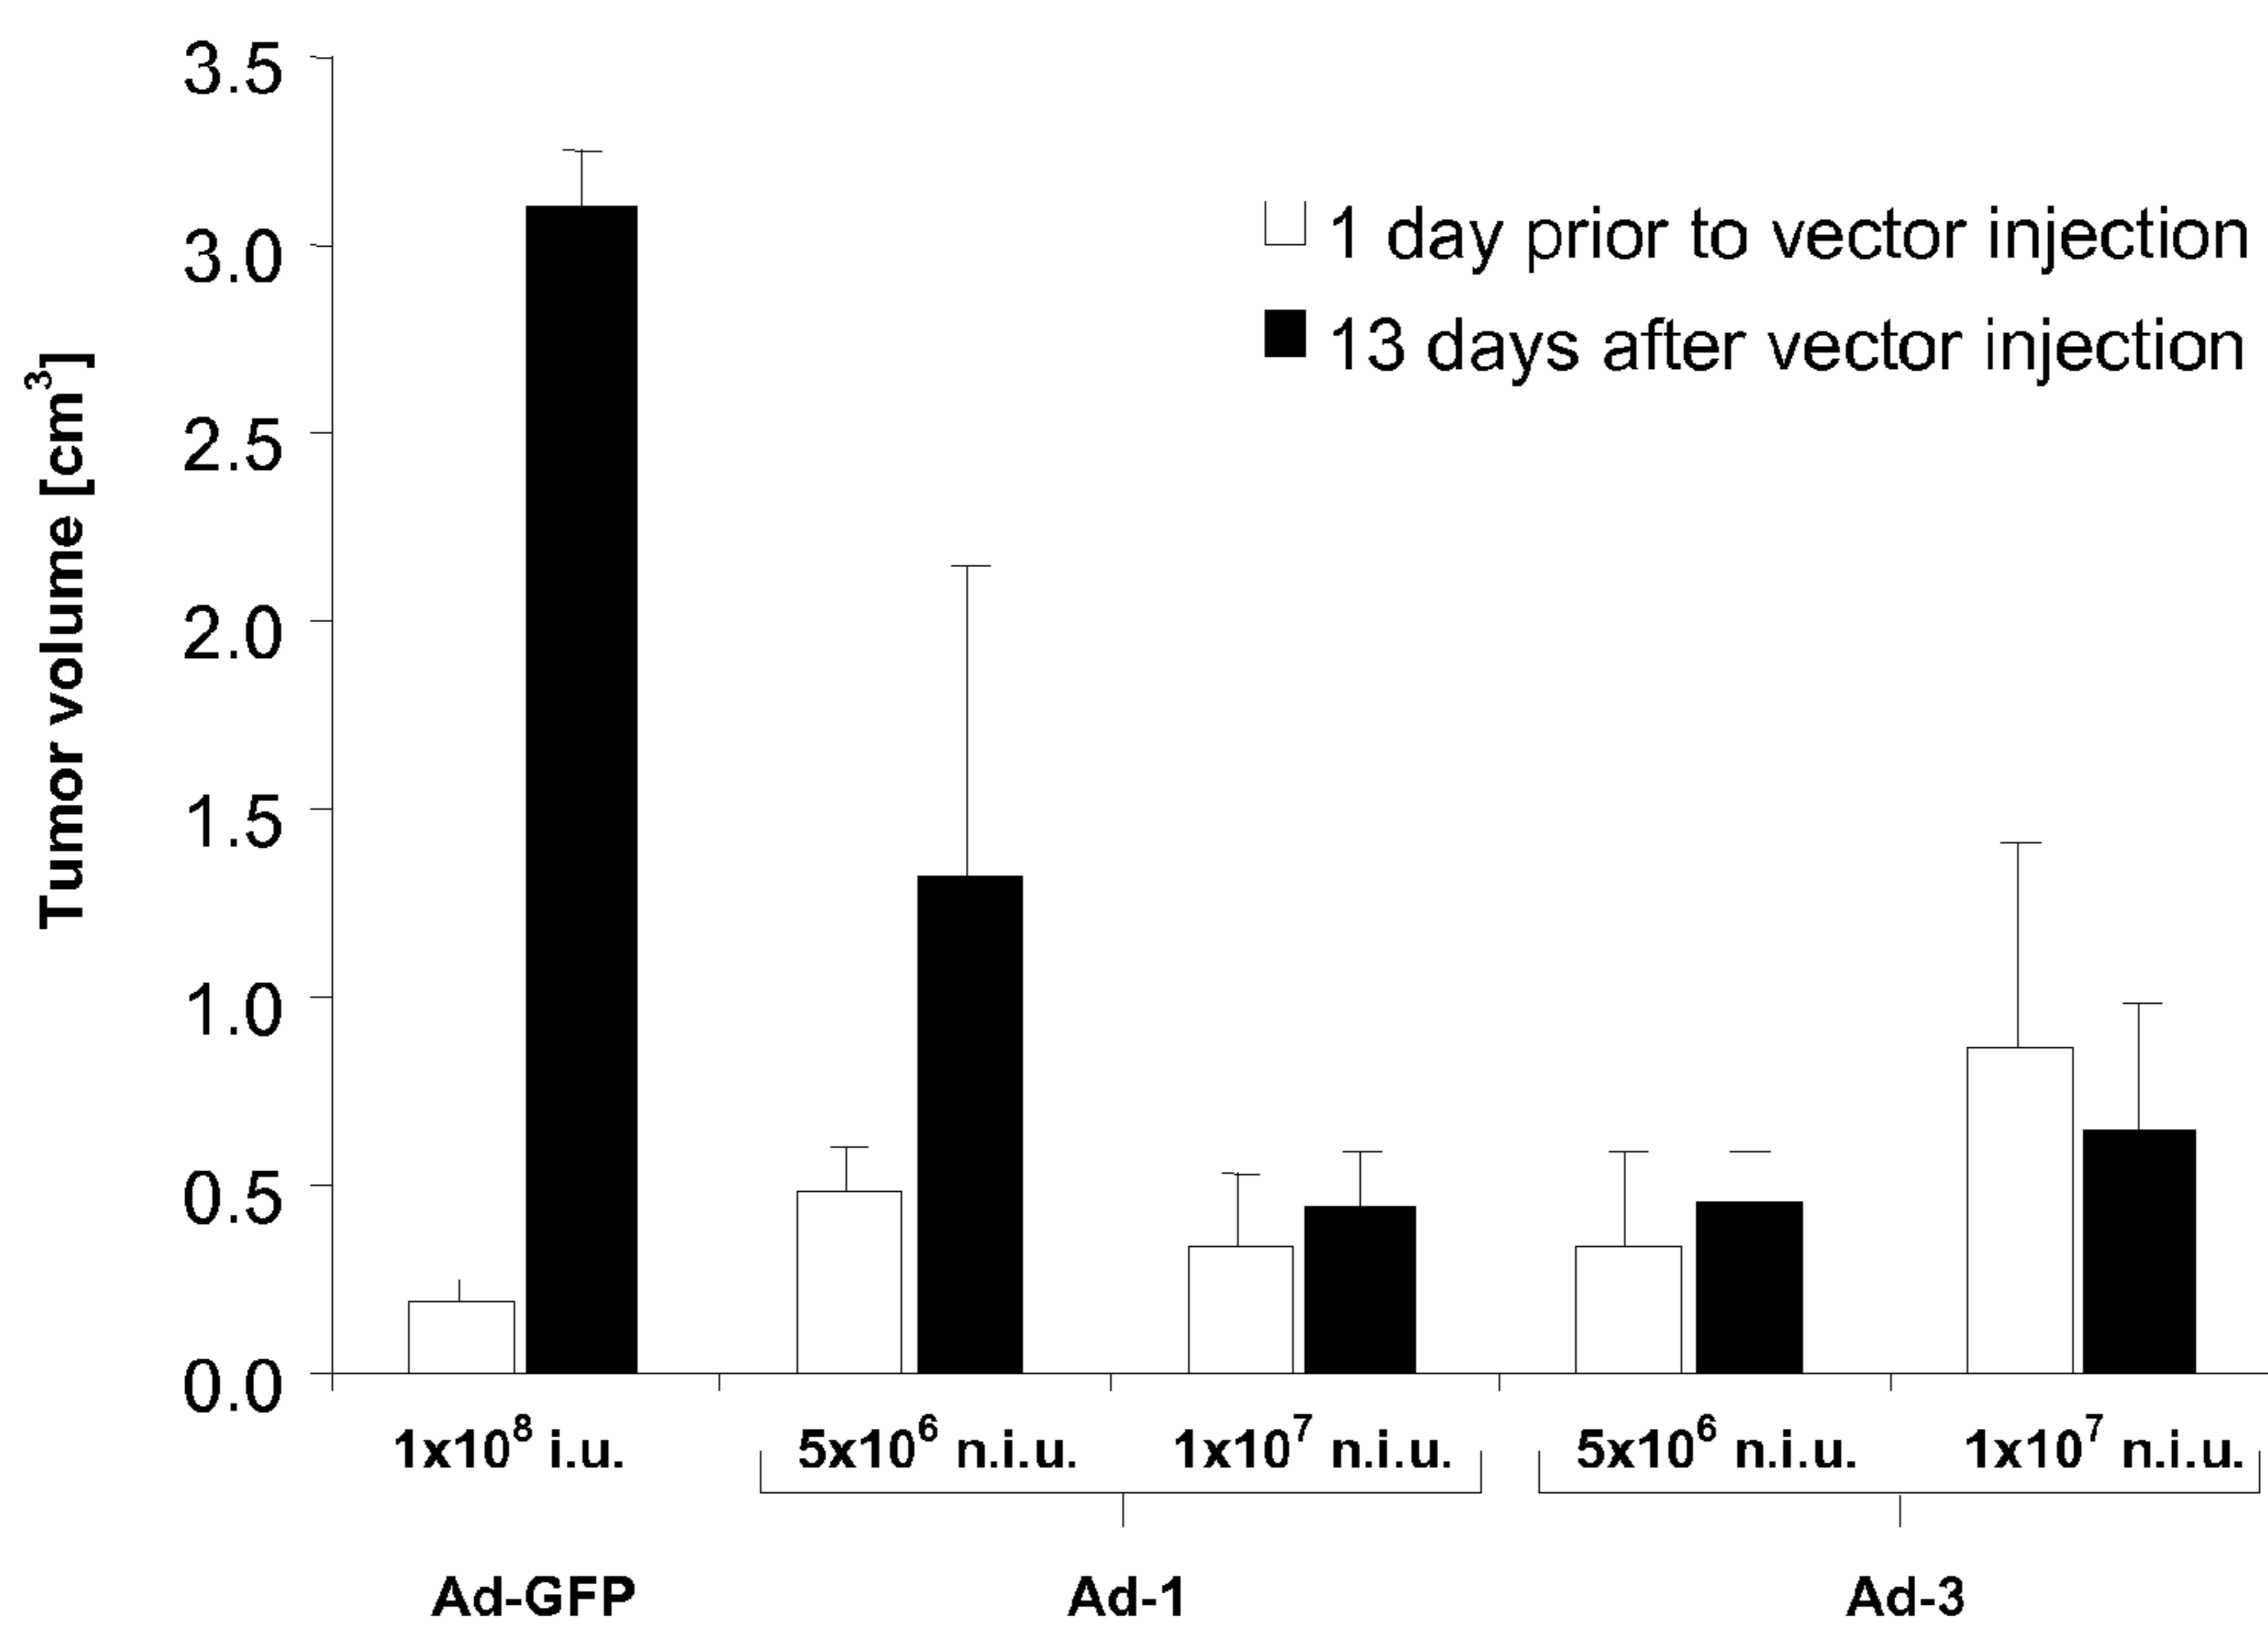 3.5
3.0
2.5
2.0
1.5
1.0
0.5
0.0
Tumor volume [cm³]
1 day prior to vector injection
13 days after vector injection
1x10⁸ i.u. 5x10⁶ n.i.u. 1x10⁷ n.i.u. 5x10⁶ n.i.u. 1x10⁷ n.i.u.
Ad-GFP Ad-1 Ad-3